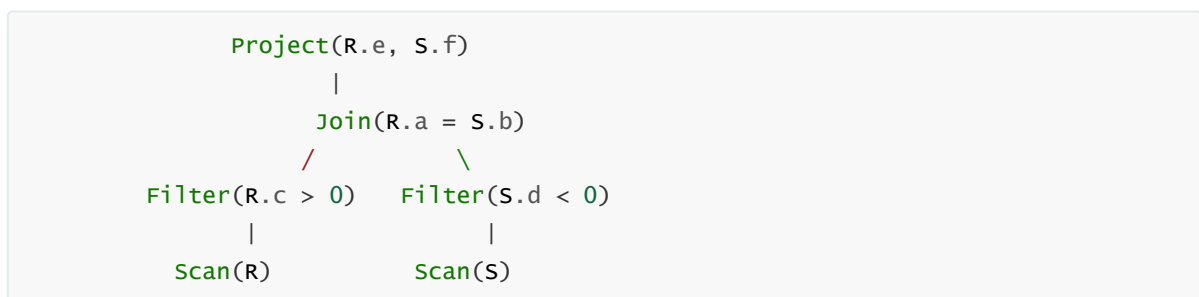 Project(R.e, S.f)
|
Join(R.a = S.b)
/ \
Filter(R.c > 0) Filter(S.d < 0)
| |
Scan(R) Scan(S)